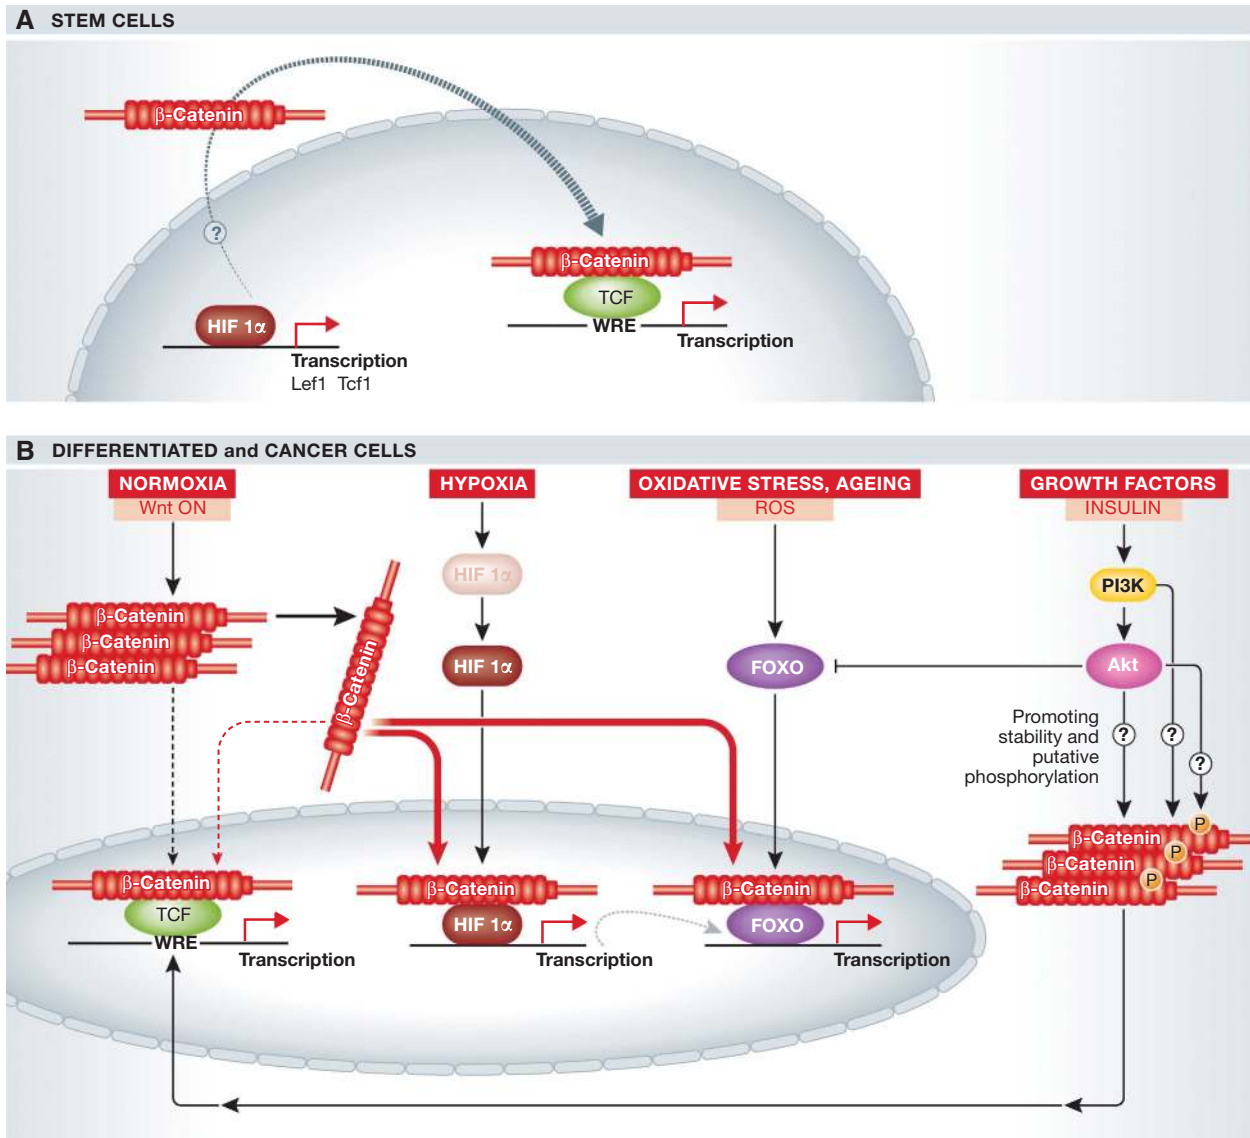 A STEM CELLS
β-Catenin
?
β-Catenin
TCF
WRE
HIF 1α
Transcription
Transcription
Lef1 Tcf1
B DIFFERENTIATED and CANCER CELLS
NORMOXIA
Wnt ON
HYPOXIA
OXIDATIVE STRESS, AGEING
ROS
GROWTH FACTORS
INSULIN
HIF 1α
PI3K
β-Catenin
β-Catenin
β-Catenin
β-Catenin
HIF 1α
FOXO
Akt
Promoting
stability and
putative
phosphorylation
?
?
?
P
β-Catenin
P
β-Catenin
P
β-Catenin
β-Catenin
TCF
WRE
Transcription
β-Catenin
HIF 1α
Transcription
β-Catenin
FOXO
Transcription